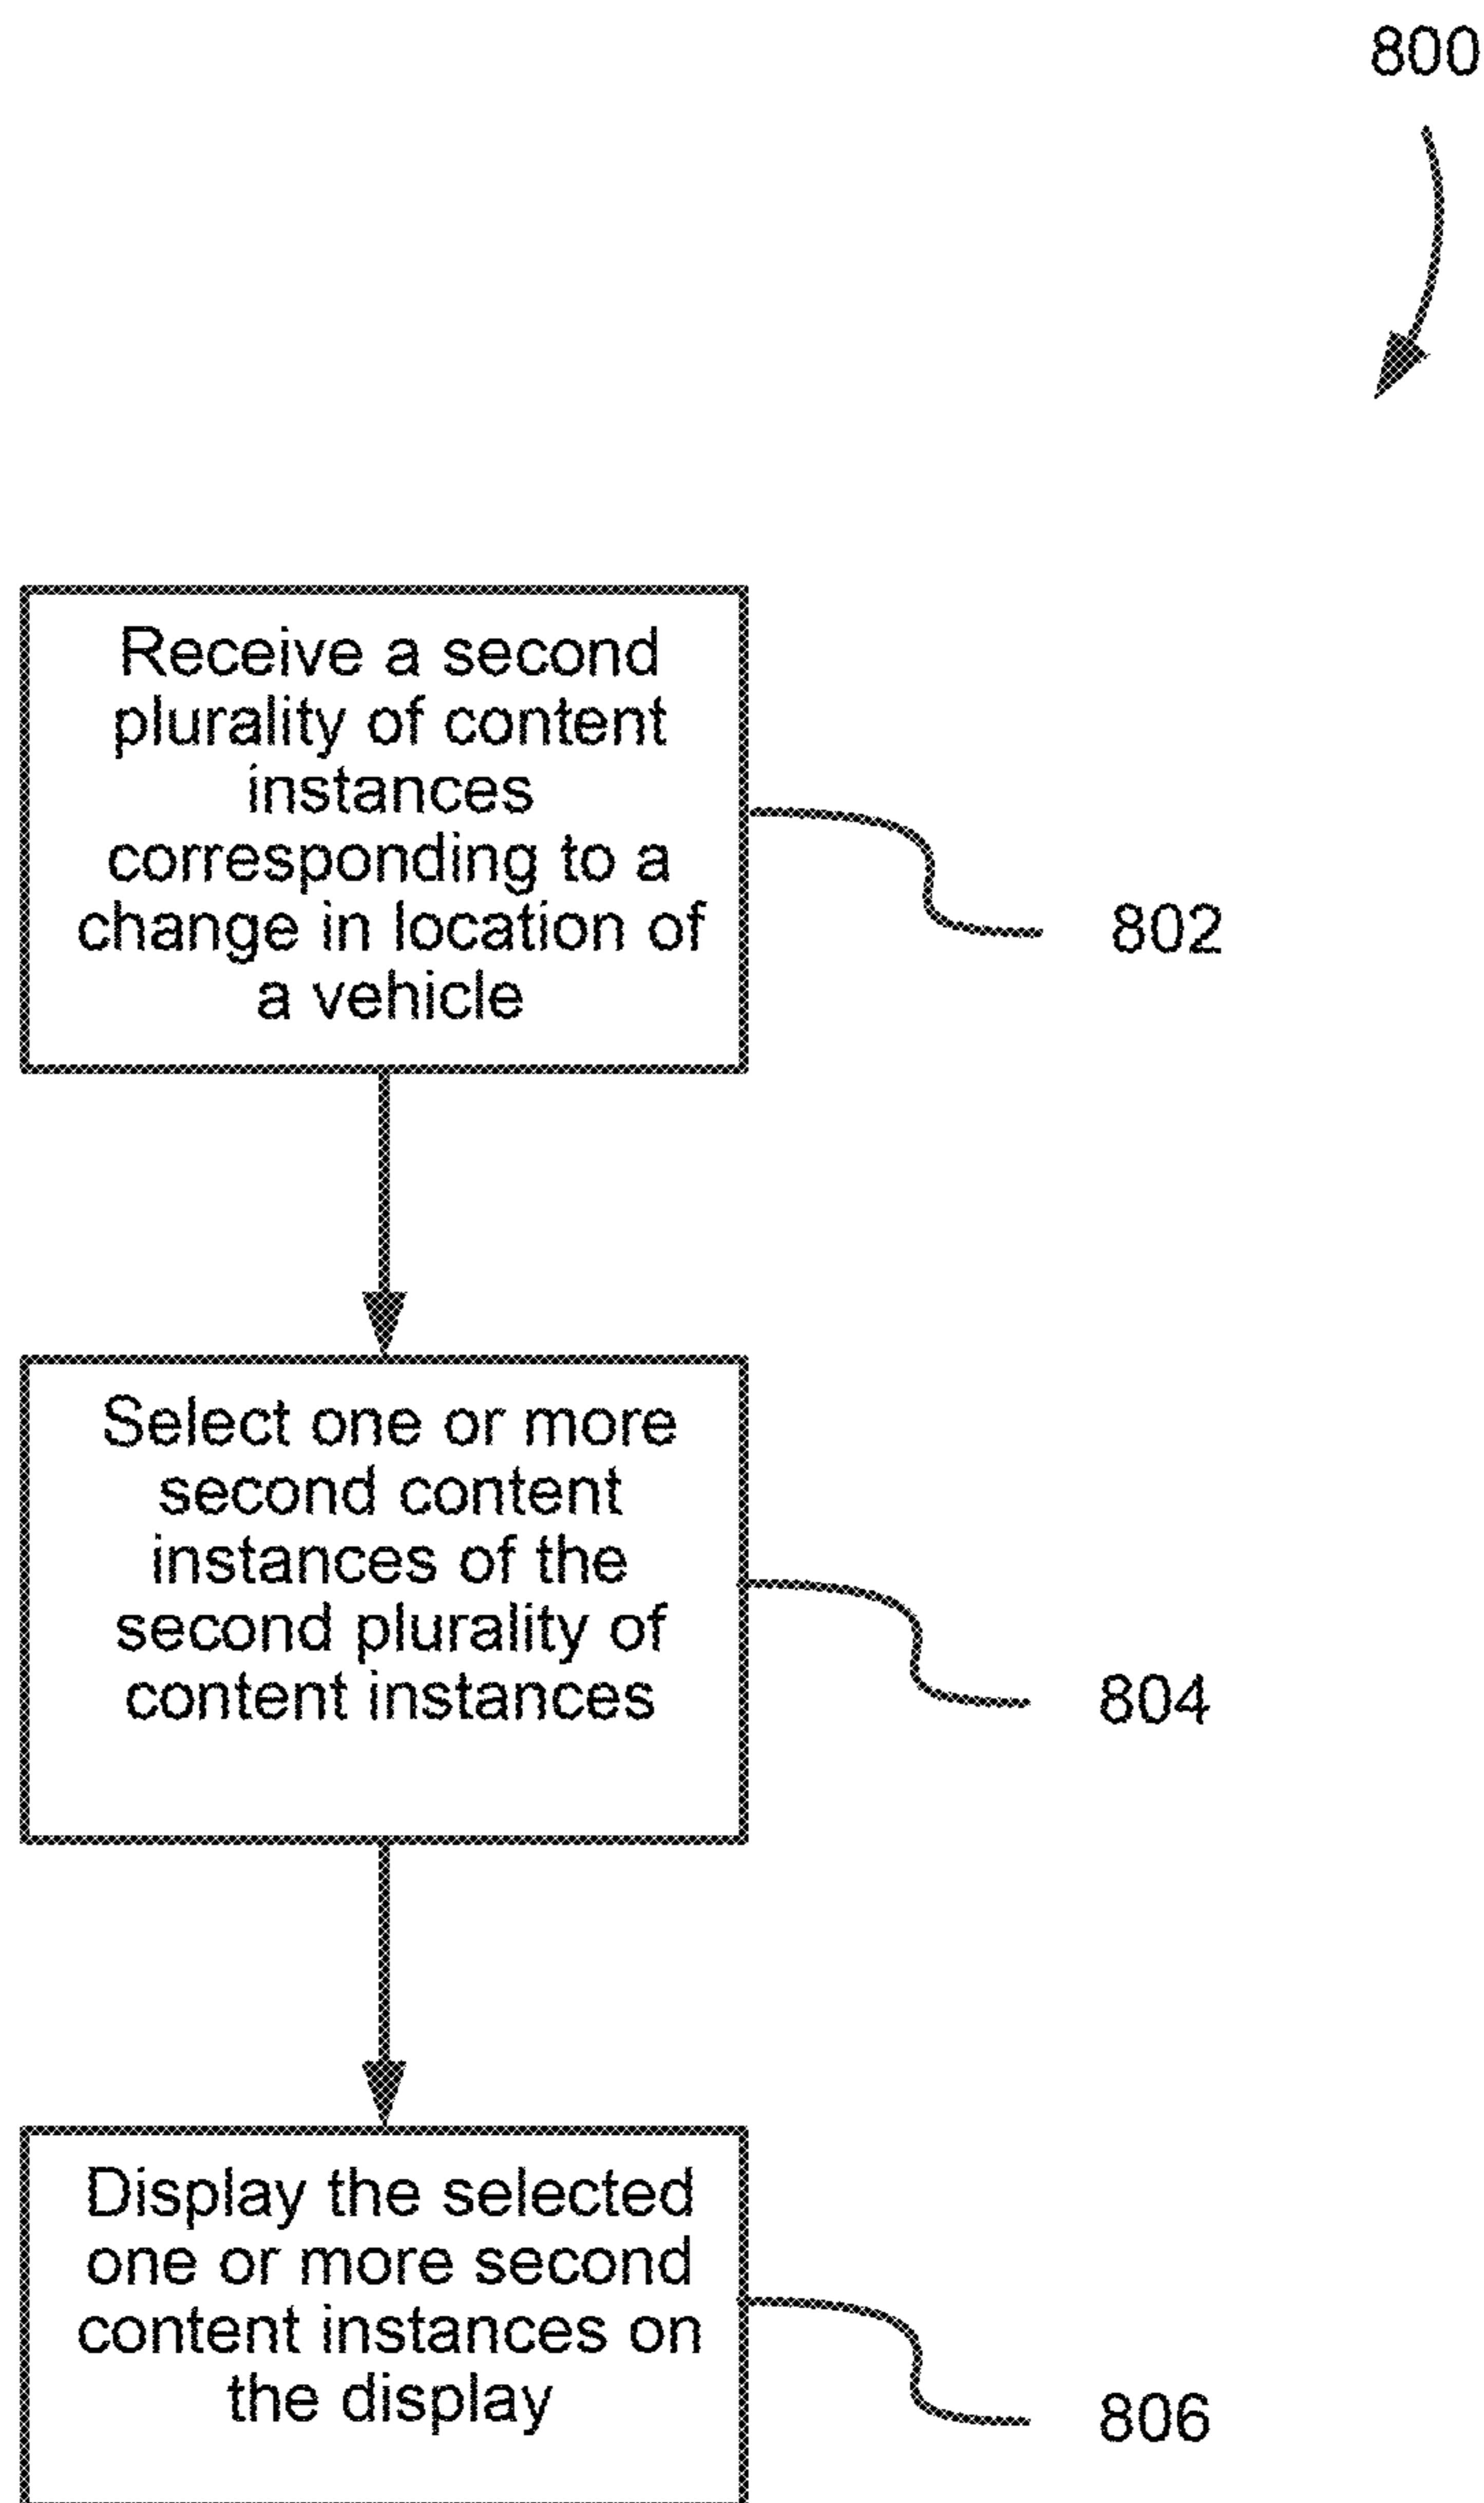 800
Receive a second
plurality of content
instances
corresponding to a
change in location of
a vehicle
802
Select one or more
second content
instances of the
second plurality of
content instances
804
Display the selected
one or more second
content instances on
the display
806